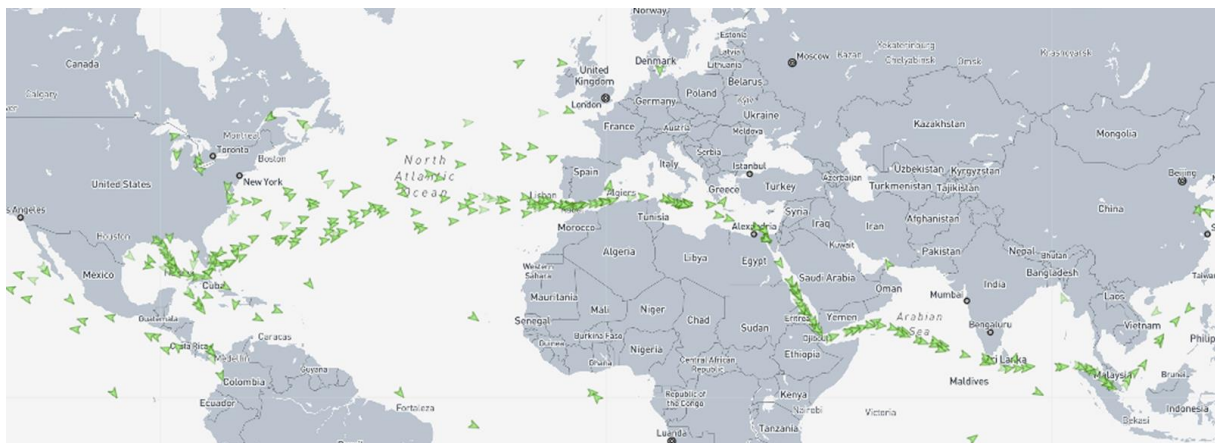 Norway
Estonia
Latvia
Lithuania
Denmark
Moscow
Kazan
Yekaterinburg
Chelyabinsk
Omsk
Krasnoyarsk
Canada
Calgary
United
Kingdom
London
Belarus
Poland
Germany
Kyiv
Ukraine
Kazakhstan
Mongolia
France
Austria
Moldova
Serbia
Montreal
Toronto
Boston
New York
North
Atlantic
Ocean
Italy
Spain
Istanbul
Greece
Turkey
Azerbaijan
Uzbekistan
Kyrgyzstan
Turkmenistan
Tajikistan
Beijing
United States
Lisbon
Algiers
Tunisia
Syria
Iraq
Iran
Afghanistan
China
Houston
Morocco
Alexandria
Kuwait
Pakistan
Nepal
Bhutan
Algeria
Libya
Egypt
Bangladesh
Mexico
Cuba
Western
Sahara
Saudi Arabia
Oman
Mumbai
India
Laos
Mauritania
Mali
Niger
Chad
Sudan
Eritrea
Yemen
Arabian
Sea
Bengaluru
Vietnam
Guatemala
Senegal
Guinea
Burkina Faso
Nigeria
Ghana
Djibouti
Ethiopia
Sri Lanka
Costa Rica
Caracas
Medellin
Guyana
Colombia
Central African
Republic
Maldives
Malaysia
Ecuador
Fortaleza
Republic of
the Congo
Kenya
Nairobi
Victoria
Indonesia
Bekasi
Luanda
Tanzania